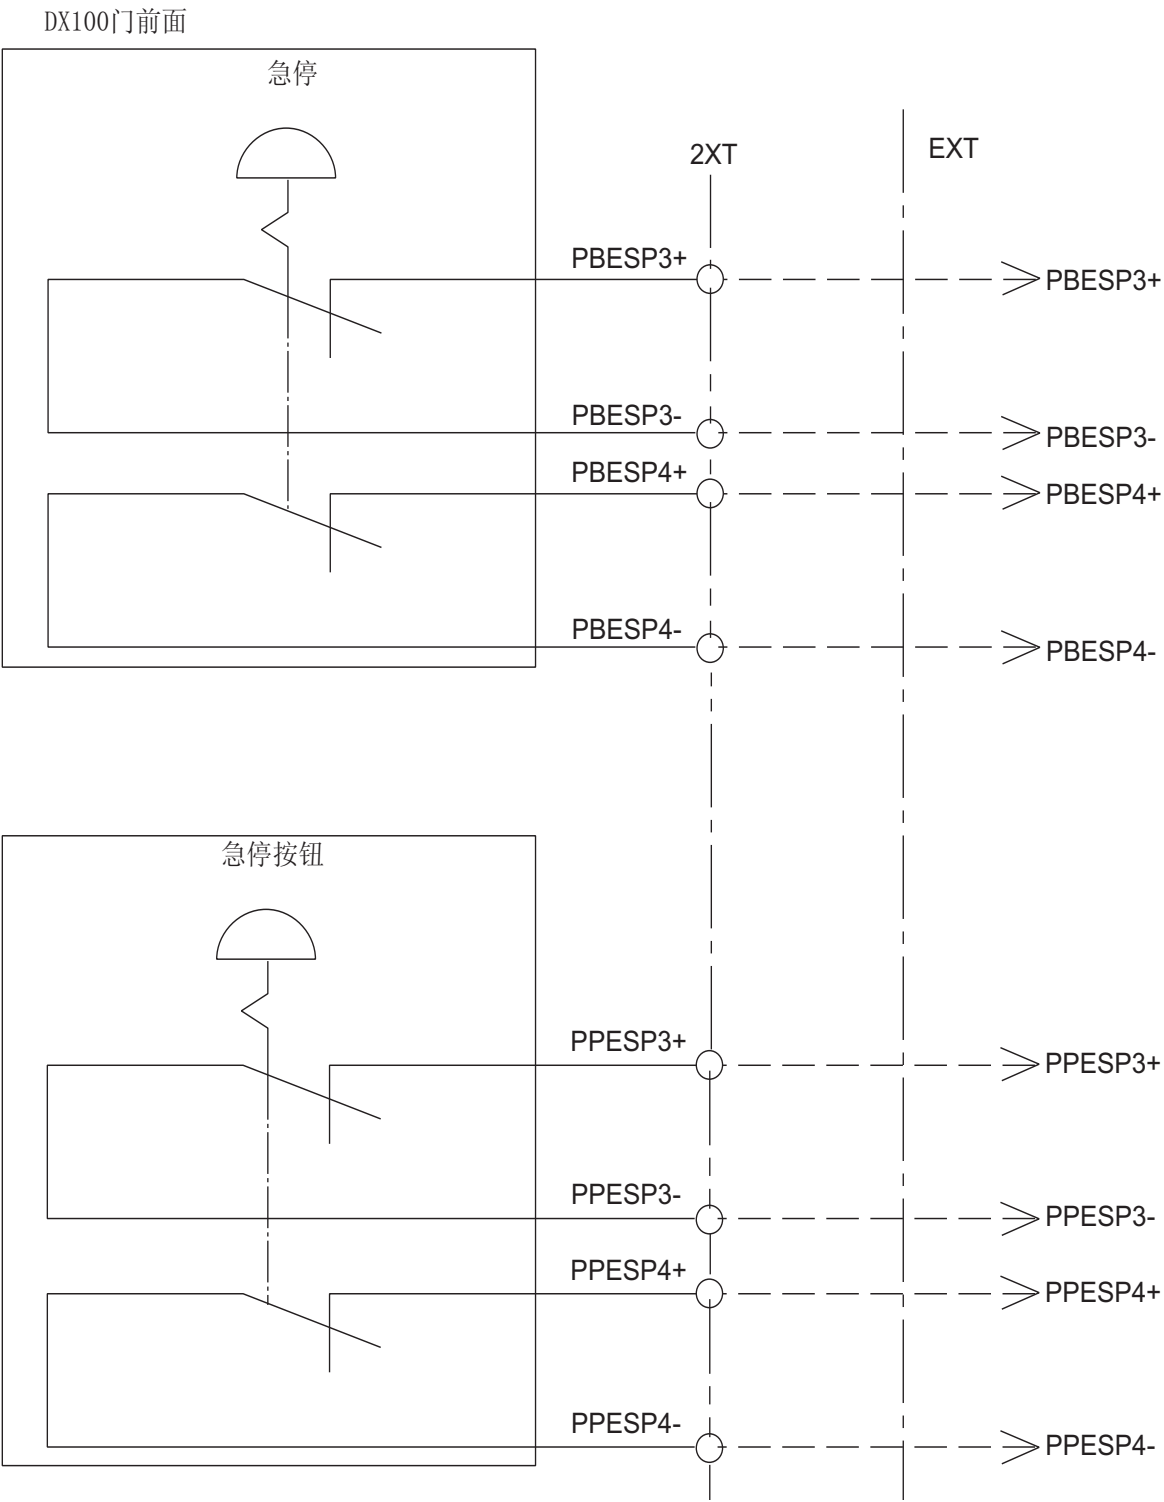 DX100门前面
急停
2XT
EXT
PBESP3+
PBESP3+
PBESP3-
PBESP3-
PBESP4+
PBESP4+
PBESP4-
PBESP4-
急停按钮
PPESP3+
PPESP3+
PPESP3-
PPESP3-
PPESP4+
PPESP4+
PPESP4-
PPESP4-